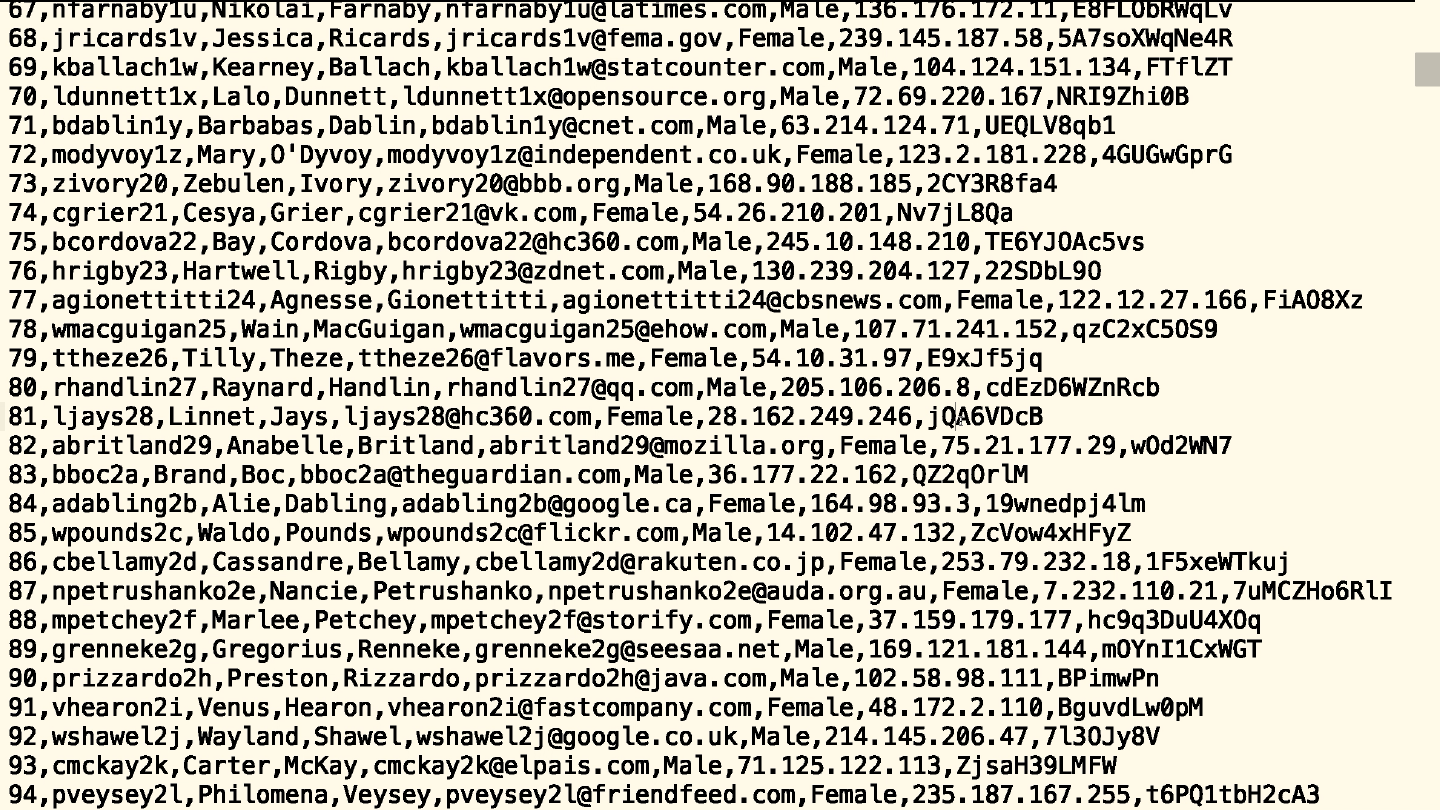 67,nfarnaby1u,Nikolai,Farnaby,nfarnaby1u@latimes.com,Male,136.176.172.11,E8FLObRWqLv
68,jricards1v,Jessica,Ricards,jricards1v@fema.gov,Female,239.145.187.58,5A7soXWqNe4R
69,kballach1w,Kearney,Ballach,kballach1w@statcounter.com,Male,104.124.151.134,FTflZT
70,ldunnett1x,Lalo,Dunnett,ldunnett1x@opensource.org,Male,72.69.220.167,NRI9Zhi0B
71,bdablin1y,Barbabas,Dablin,bdablin1y@cnet.com,Male,63.214.124.71,UEQLV8qb1
72,modyvoy1z,Mary,O'Dyvoy,modyvoy1z@independent.co.uk,Female,123.2.181.228,4GUGwGprG
73,zivory20,Zebulen,Ivory,zivory20@bbb.org,Male,168.90.188.185,2CY3R8fa4
74,cgrier21,Cesya,Grier,cgrier21@vk.com,Female,54.26.210.201,Nv7jL8Qa
75,bcordova22,Bay,Cordova,bcordova22@hc360.com,Male,245.10.148.210,TE6YJOAc5vs
76,hrigby23,Hartwell,Rigby,hrigby23@zdnet.com,Male,130.239.204.127,22SDbL9O
77,agionettitti24,Agnesse,Gionettitti,agionettitti24@cbsnews.com,Female,122.12.27.166,FiAO8Xz
78,wmacguigan25,Wain,MacGuigan,wmacguigan25@ehow.com,Male,107.71.241.152,qzC2xC5OS9
79,ttheze26,Tilly,Theze,ttheze26@flavors.me,Female,54.10.31.97,E9xJf5jq
80,rhandlin27,Raynard,Handlin,rhandlin27@qq.com,Male,205.106.206.8,cdEzD6WZnRcb
81,ljays28,Linnet,Jays,ljays28@hc360.com,Female,28.162.249.246,jQA6VDcB
82,abritland29,Anabelle,Britland,abritland29@mozilla.org,Female,75.21.177.29,wOd2WN7
83,bboc2a,Brand,Boc,bboc2a@theguardian.com,Male,36.177.22.162,QZ2qOrlM
84,adabling2b,Alie,Dabling,adabling2b@google.ca,Female,164.98.93.3,19wnedpj4lm
85,wpounds2c,Waldo,Pounds,wpounds2c@flickr.com,Male,14.102.47.132,ZcVow4xHFyZ
86,cbellamy2d,Cassandre,Bellamy,cbellamy2d@rakuten.co.jp,Female,253.79.232.18,1F5xeWTkuj
87,npetrushanko2e,Nancie,Petrushanko,npetrushanko2e@auda.org.au,Female,7.232.110.21,7uMCZHo6RlI
88,mpetchey2f,Marlee,Petchey,mpetchey2f@storify.com,Female,37.159.179.177,hc9q3DuU4XOq
89,grenneke2g,Gregorius,Renneke,grenneke2g@seesaa.net,Male,169.121.181.144,mOYnI1CxWGT
90,prizzardo2h,Preston,Rizzardo,prizzardo2h@java.com,Male,102.58.98.111,BPimwPn
91,vhearon2i,Venus,Hearon,vhearon2i@fastcompany.com,Female,48.172.2.110,BguvdLw0pM
92,wshawel2j,Wayland,Shawel,wshawel2j@google.co.uk,Male,214.145.206.47,7l3OJy8V
93,cmckay2k,Carter,McKay,cmckay2k@elpais.com,Male,71.125.122.113,ZjsaH39LMFW
94,pveysey2l,Philomena,Veysey,pveysey2l@friendfeed.com,Female,235.187.167.255,t6PQ1tbH2cA3